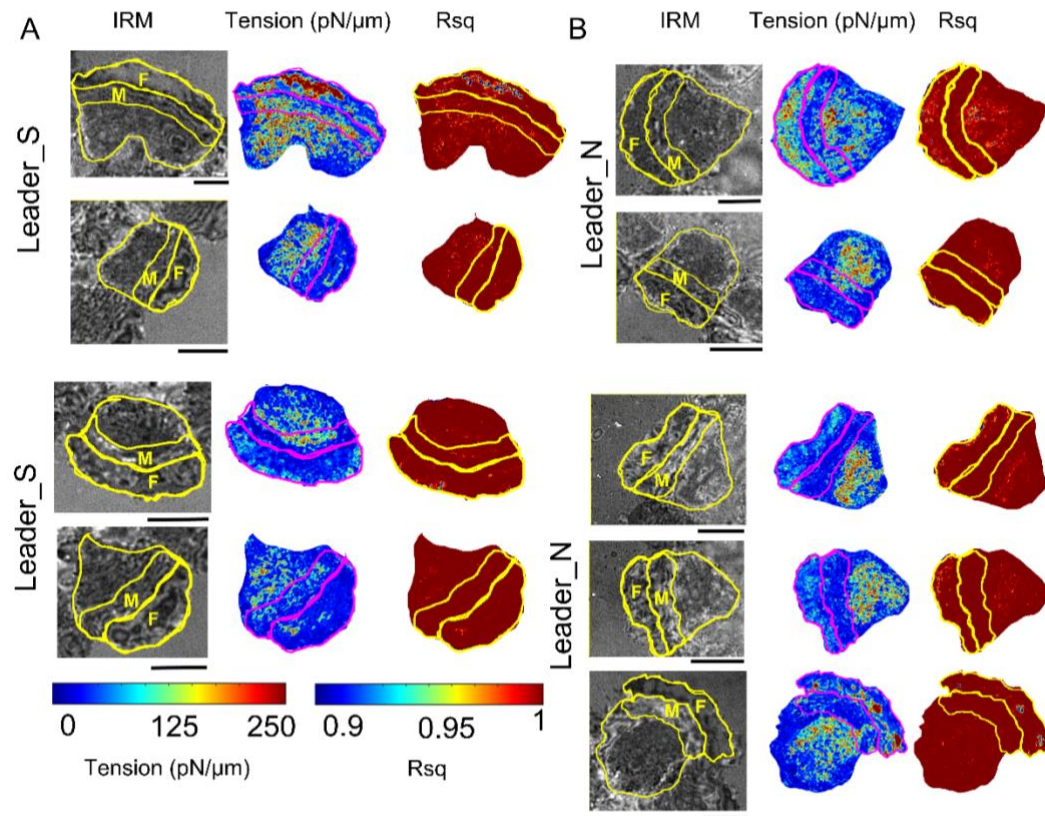 A IRM Tension (pN/µm) Rsq
B IRM Tension (pN/µm) Rsq
Leader_S
F
M
M F
Leader_S
M
F
M
F
0 125 250
Tension (pN/µm)
0.9 0.95 1
Rsq
Leader_N
F
M
M
F
Leader_N
F
M
F M
F
M